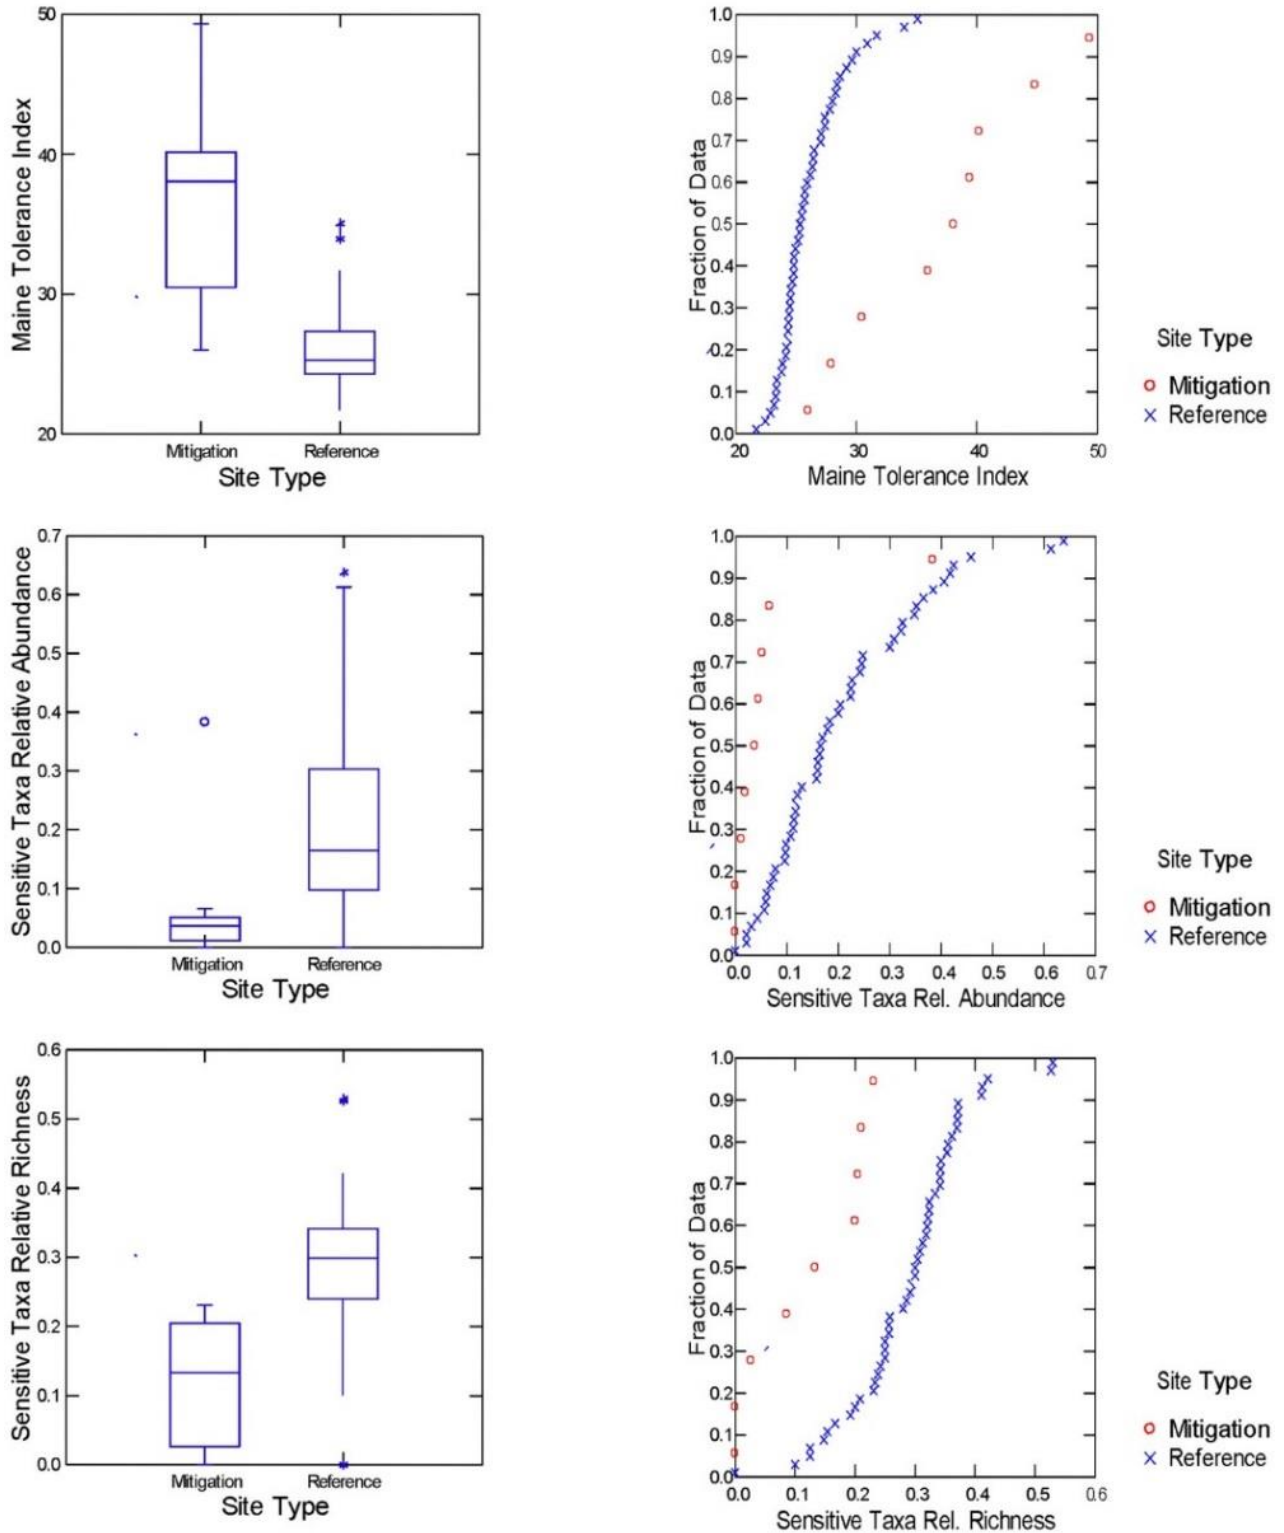 Maine Tolerance Index
50
40
30
20
Mitigation Reference
Site Type
Fraction of Data
1.0
0.9
0.8
0.7
0.6
0.5
0.4
0.3
0.2
0.1
0.0
20 30 40 50
Maine Tolerance Index
Site Type
Mitigation
Reference
Sensitive Taxa Relative Abundance
0.7
0.6
0.5
0.4
0.3
0.2
0.1
0.0
Mitigation Reference
Site Type
Fraction of Data
1.0
0.9
0.8
0.7
0.6
0.5
0.4
0.3
0.2
0.1
0.0
0.0 0.1 0.2 0.3 0.4 0.5 0.6 0.7
Sensitive Taxa Rel. Abundance
Site Type
Mitigation
Reference
Sensitive Taxa Relative Richness
0.6
0.5
0.4
0.3
0.2
0.1
0.0
Mitigation Reference
Site Type
Fraction of Data
1.0
0.9
0.8
0.7
0.6
0.5
0.4
0.3
0.2
0.1
0.0
0.0 0.1 0.2 0.3 0.4 0.5 0.6
Sensitive Taxa Rel. Richness
Site Type
Mitigation
Reference